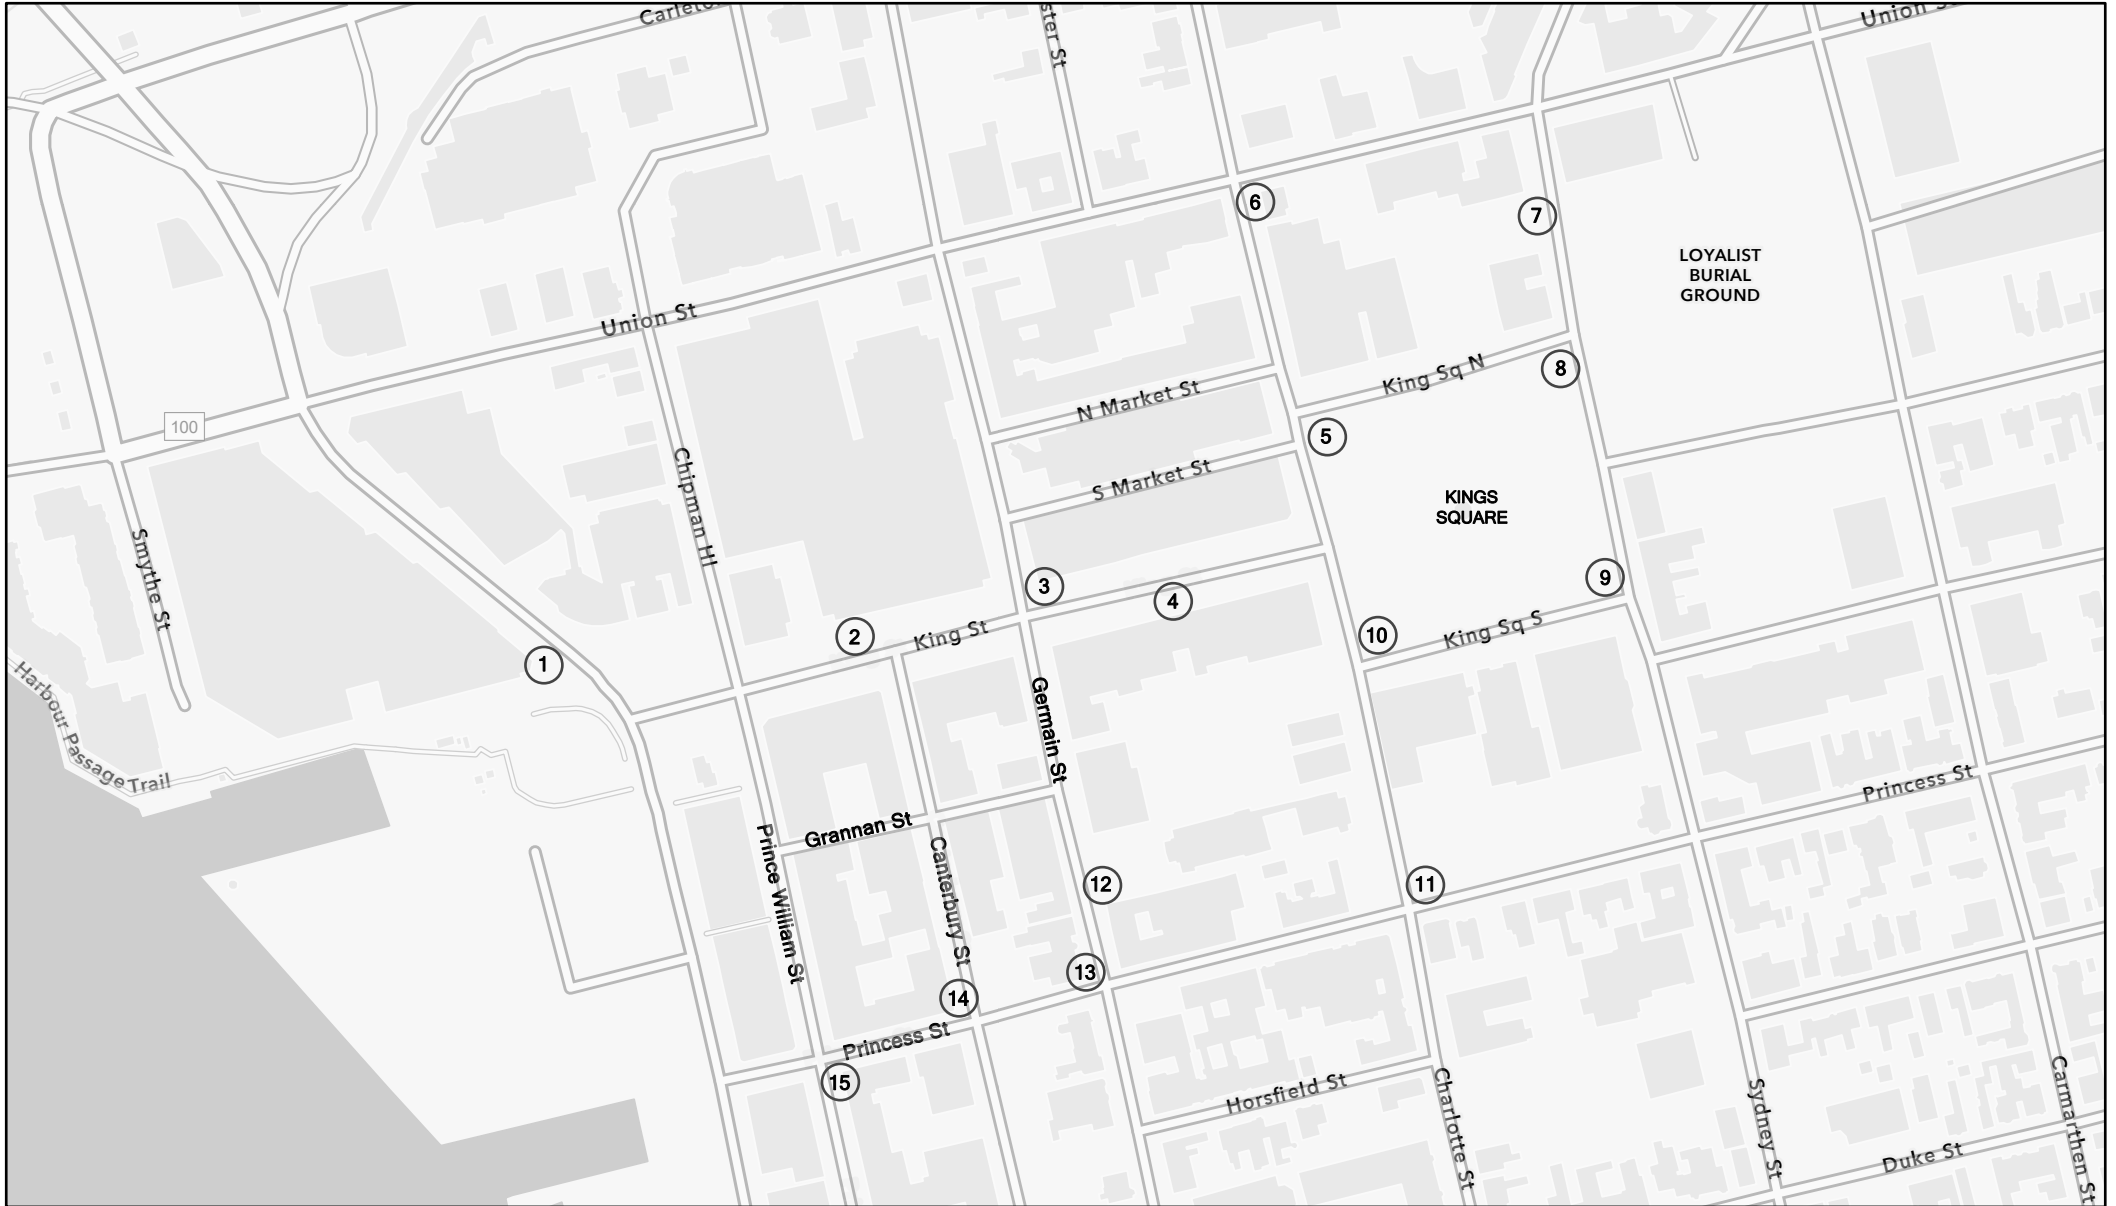 Carleto
ster St
Union S
6
7
LOYALIST
BURIAL
GROUND
Union St
King Sq N
8
N Market St
100
5
S Market St
Chipman Hl
KINGS
SQUARE
Smythe St
3
9
4
2
King St
10
King Sq S
1
Harbour Passage Trail
Germain St
Princess St
Grannan St
Prince William St
Canterbury St
12
11
13
14
Princess St
15
Horsfield St
Charlotte St
Sydney St
Carmarthen St
Duke St